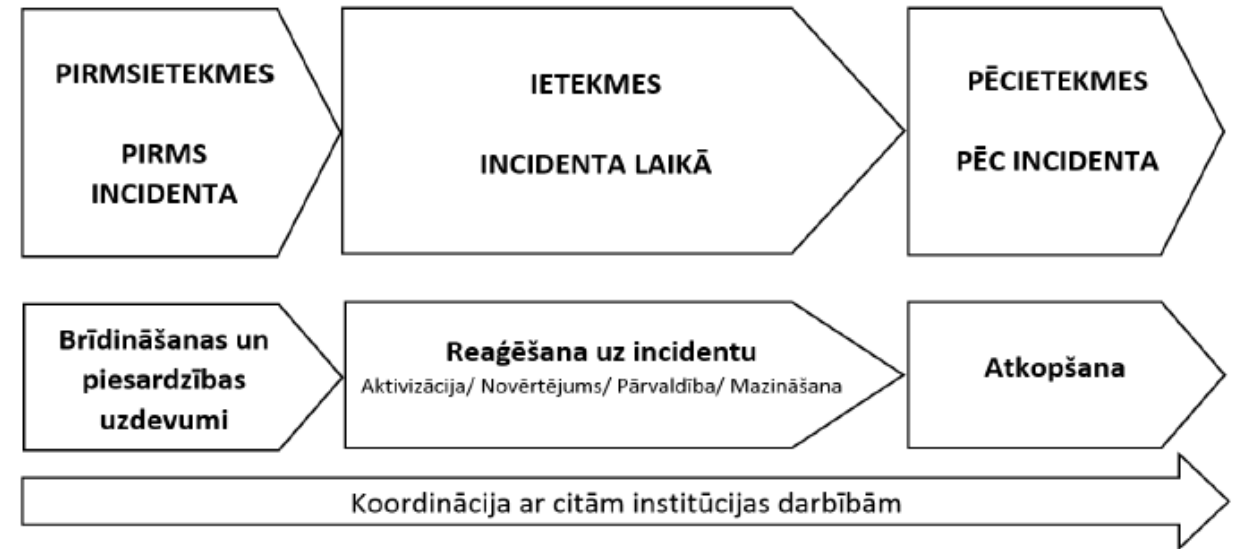 PIRMSIETEKMES
PIRMS
INCIDENTA
IETEKMES
INCIDENTA LAIKĀ
PĒCIETEKMES
PĒC INCIDENTA
Brīdināšanas un
piesardzības
uzdevumi
Reaģēšana uz incidentu
Aktivizācija/ Novērtējums/ Pārvaldība/ Mazināšana
Atkopšana
Koordinācija ar citām institūcijas darbībām